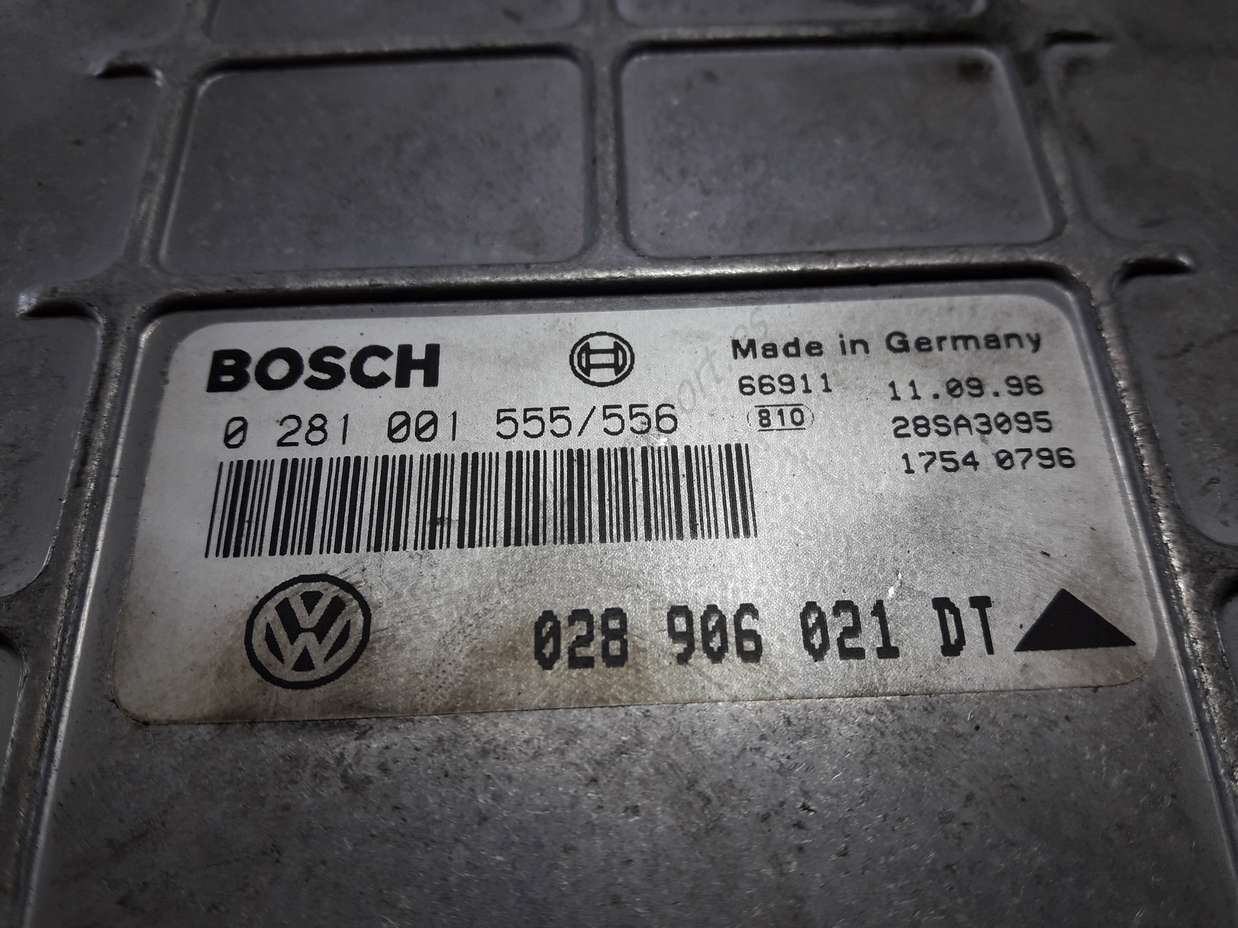 BOSCH
Made in Germany
0 281 001 555/556
66911 11.09.96
810 28SA3095
1754 0796
028 906 021 DT